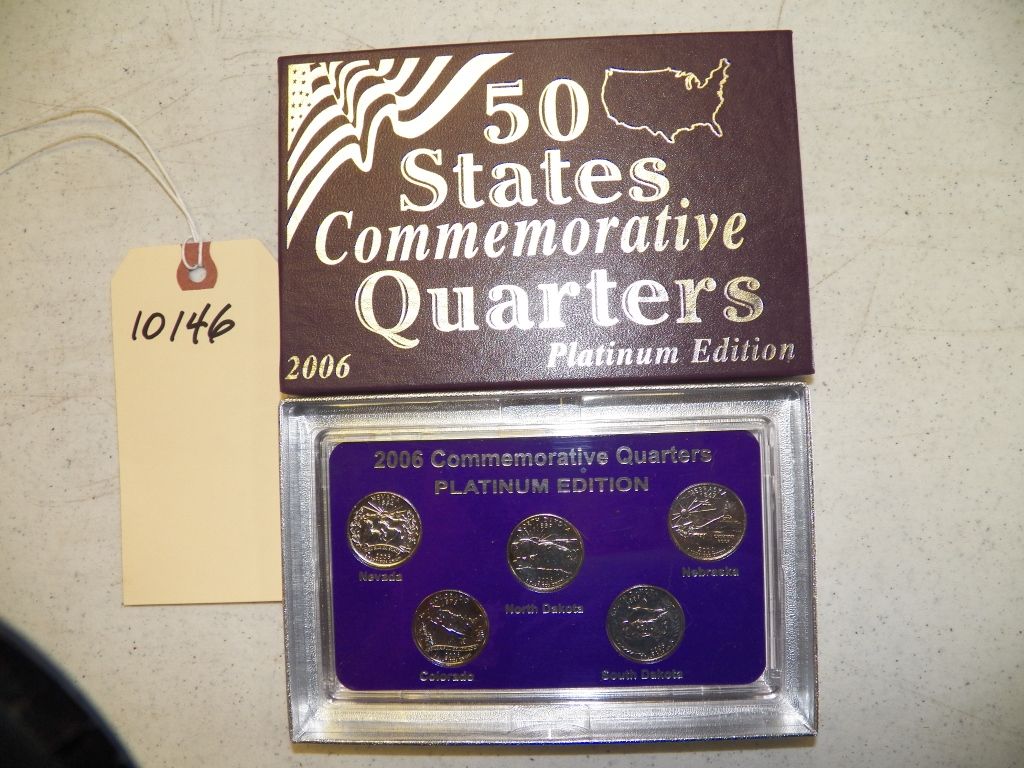 50
States
Commemorative
Quarters
2006
Platinum Edition
10146
2006 Commemorative Quarters
PLATINUM EDITION
Nevada
North Dakota
Nebraska
Colorado
South Dakota